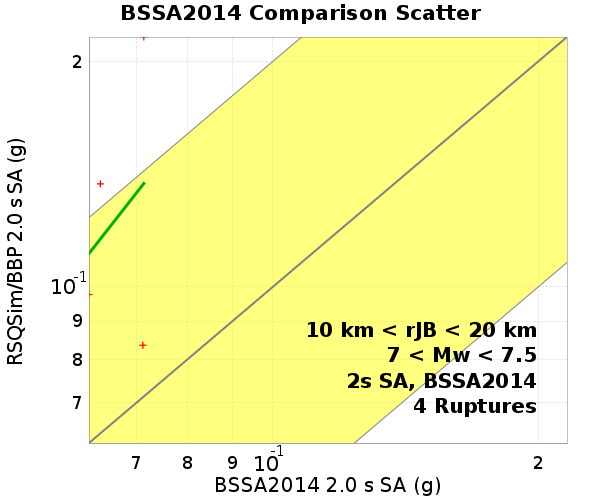 BSSA2014 Comparison Scatter
RSQSim/BBP 2.0 s SA (g)
2
10-1
9
8
7
10 km < rJB < 20 km
7 < Mw < 7.5
2s SA, BSSA2014
4 Ruptures
7 8 9 10-1 2
BSSA2014 2.0 s SA (g)